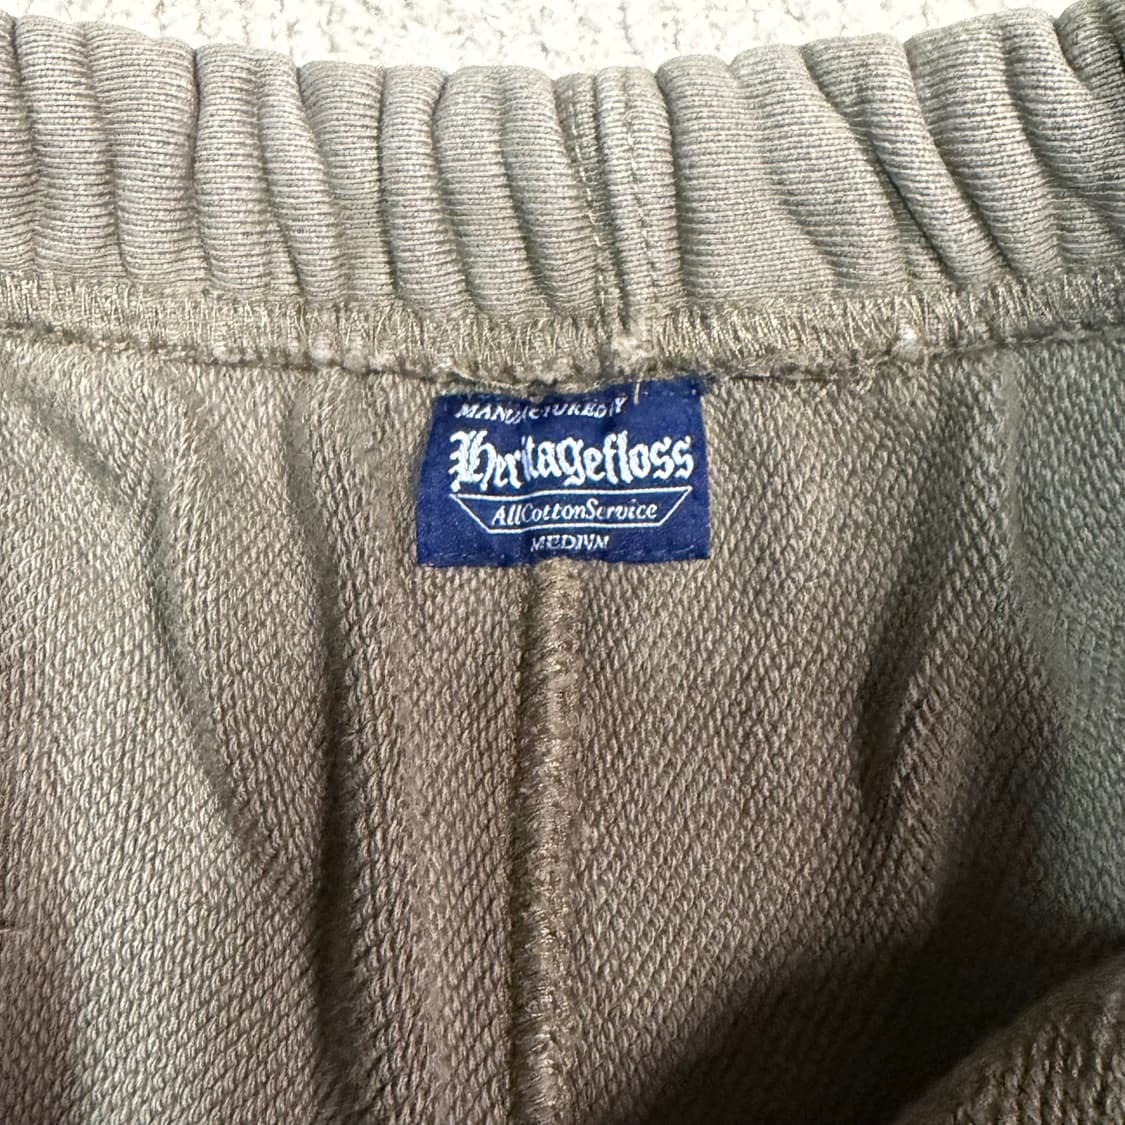 MANUFACTURED BY
Heritagefloss
AllCottonService
MEDIVM